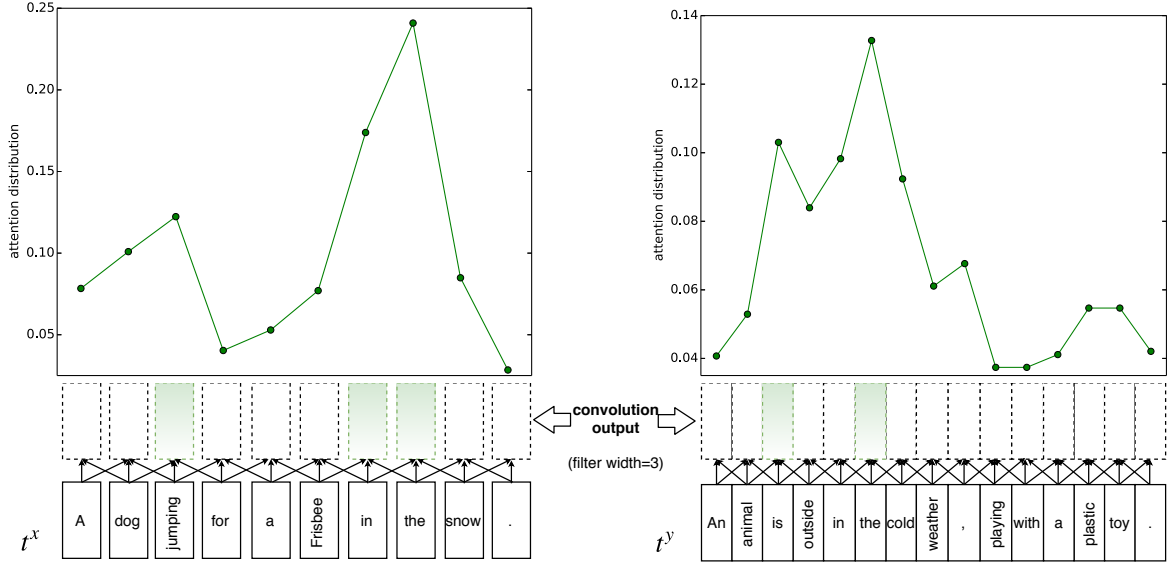 0.25
0.20
0.15
0.10
0.05
attention distribution
0.14
0.12
0.10
0.08
0.06
0.04
attention distribution
convolution
output
(filter width=3)
t^x
A dog jumping for a Frisbee in the snow .
t^y
An animal is outside in the cold weather , playing with a plastic toy .